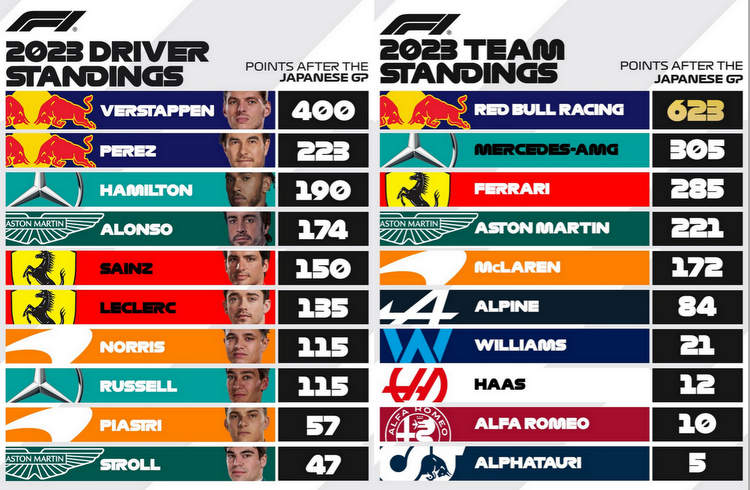 F1
2023 DRIVER
STANDINGS
POINTS AFTER THE
JAPANESE GP
VERSTAPPEN 400
PEREZ 223
HAMILTON 190
ASTON MARTIN ALONSO 174
SAINZ 150
LECLERC 135
NORRIS 115
RUSSELL 115
PIASTRI 57
ASTON MARTIN STROLL 47
F1
2023 TEAM
STANDINGS
POINTS AFTER THE
JAPANESE GP
RED BULL RACING 623
MERCEDES-AMG 305
FERRARI 285
ASTON MARTIN ASTON MARTIN 221
McLAREN 172
ALPINE 84
WILLIAMS 21
HAAS 12
ALFA ROMEO ALFA ROMEO 10
ALPHATAURI 5